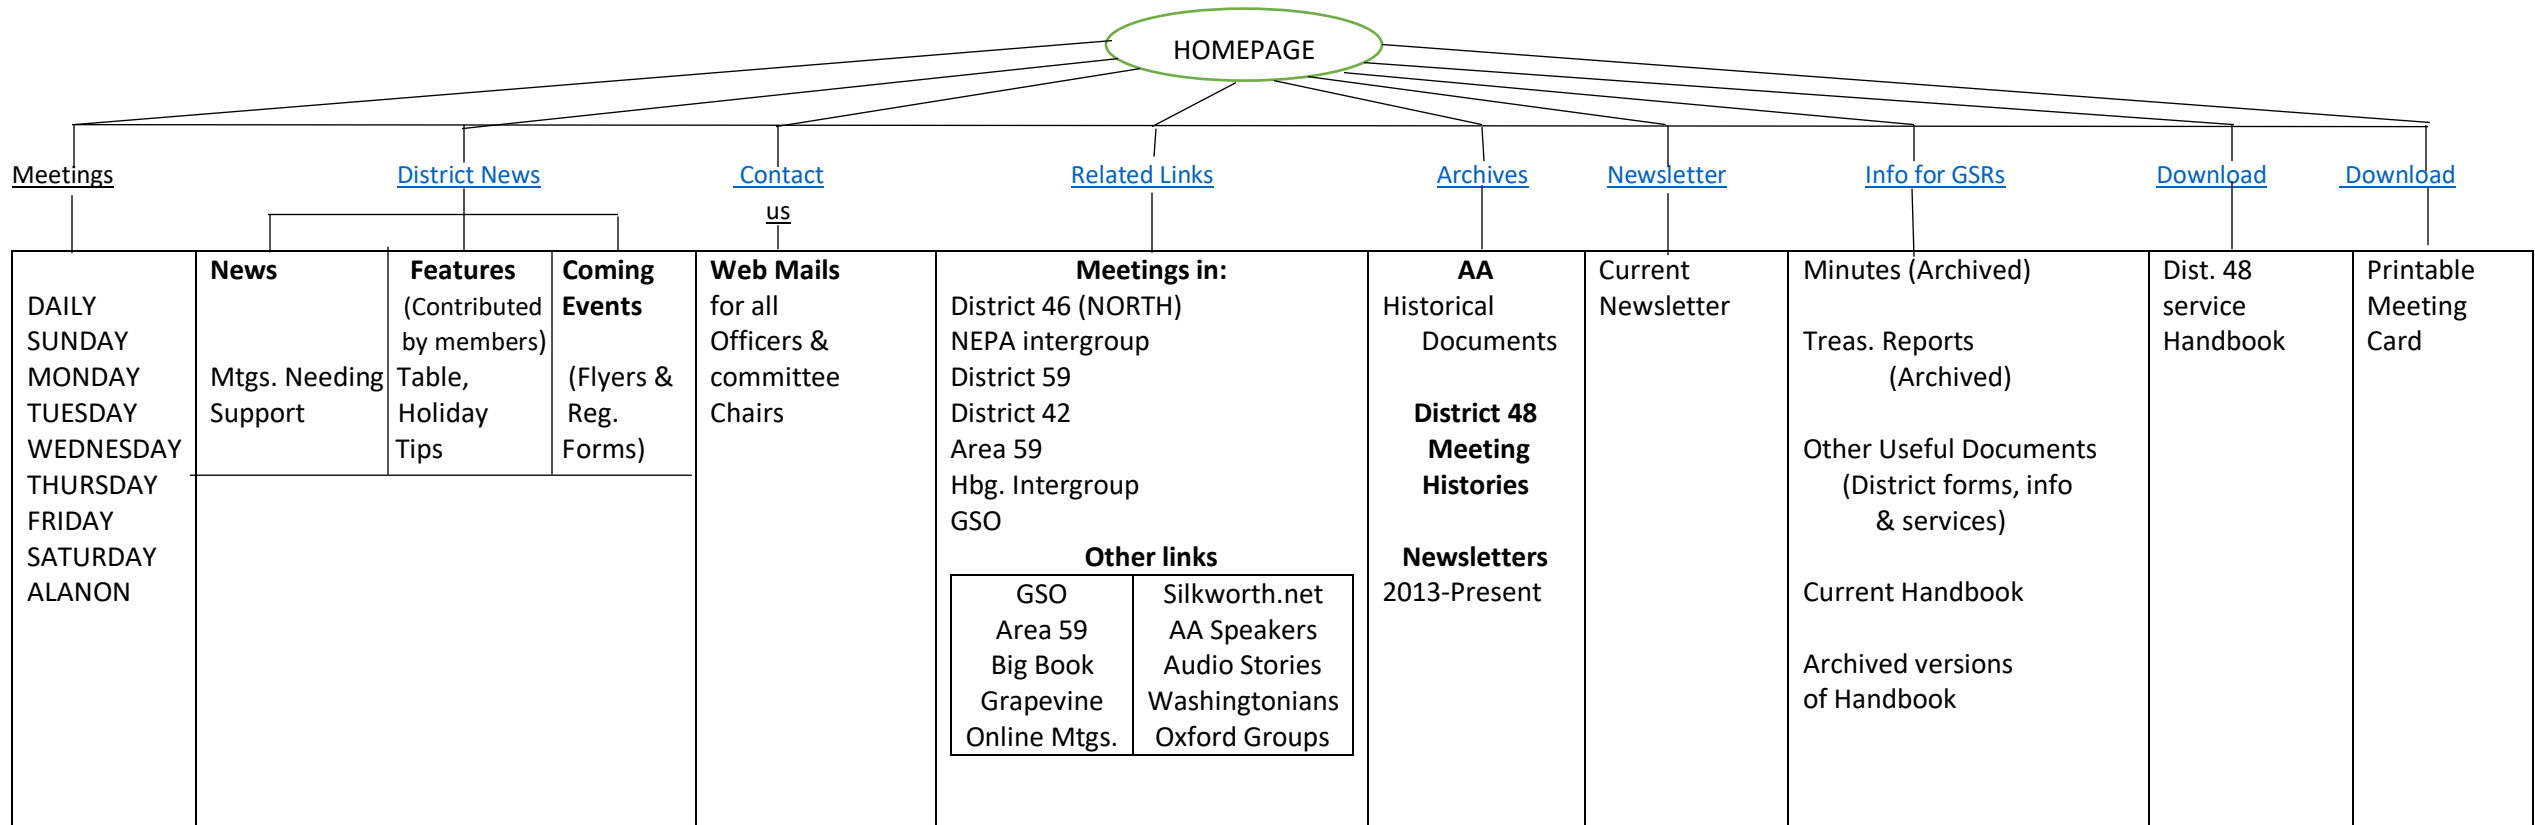 HOMEPAGE
Meetings
District News
Contact
us
Related Links
Archives
Newsletter
Info for GSRs
Download
Download
DAILY
SUNDAY
MONDAY
TUESDAY
WEDNESDAY
THURSDAY
FRIDAY
SATURDAY
ALANON
News
Mtgs. Needing
Support
Features
(Contributed
by members)
Table,
Holiday
Tips
Coming
Events
(Flyers &
Reg.
Forms)
Web Mails
for all
Officers &
committee
Chairs
Meetings in:
District 46 (NORTH)
NEPA intergroup
District 59
District 42
Area 59
Hbg. Intergroup
GSO
Other links
GSO
Area 59
Big Book
Grapevine
Online Mtgs.
Silkworth.net
AA Speakers
Audio Stories
Washingtonians
Oxford Groups
AA
Historical
Documents
District 48
Meeting
Histories
Newsletters
2013-Present
Current
Newsletter
Minutes (Archived)
Treas. Reports
(Archived)
Other Useful Documents
(District forms, info
& services)
Current Handbook
Archived versions
of Handbook
Dist. 48
service
Handbook
Printable
Meeting
Card